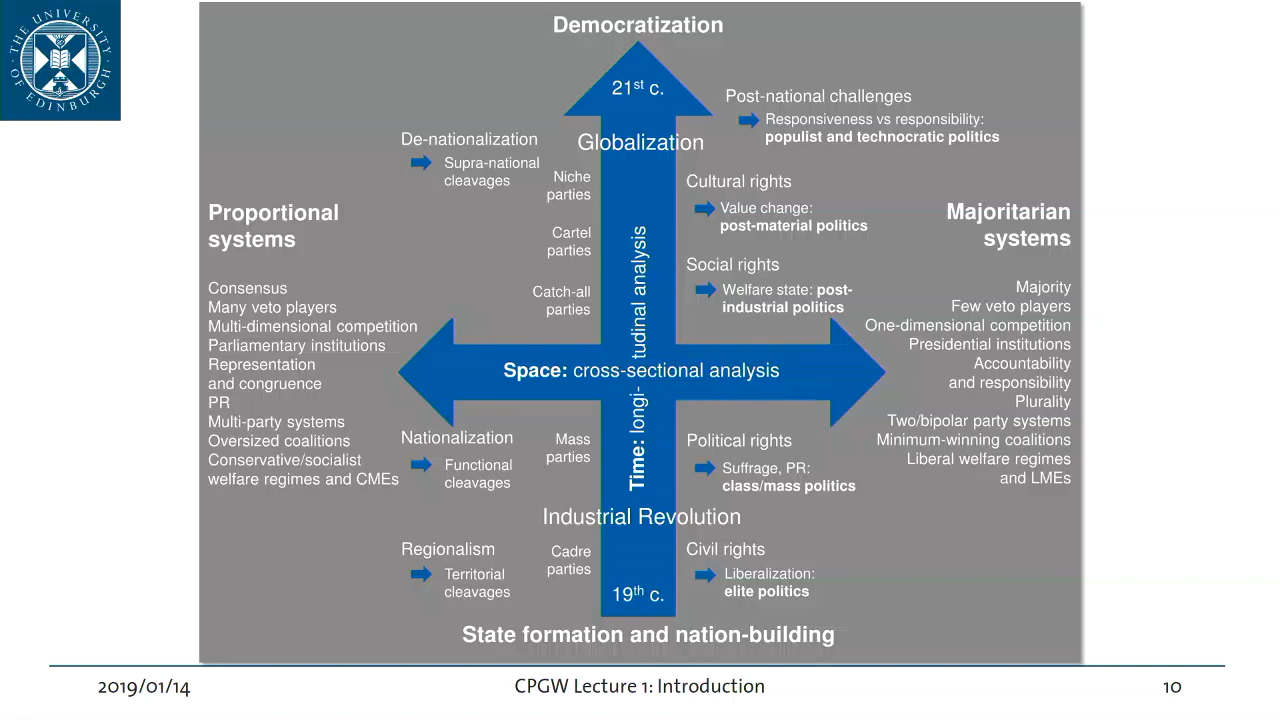 THE UNIVERSITY OF EDINBURGH
Democratization
21st c.
Globalization
Post-national challenges
Responsiveness vs responsibility:
populist and technocratic politics
De-nationalization
Supra-national
cleavages
Niche
parties
Cultural rights
Value change:
post-material politics
Cartel
parties
Social rights
Welfare state: post-
industrial politics
Catch-all
parties
Proportional
systems
Consensus
Many veto players
Multi-dimensional competition
Parliamentary institutions
Representation
and congruence
PR
Multi-party systems
Oversized coalitions
Conservative/socialist
welfare regimes and CMEs
Majoritarian
systems
Majority
Few veto players
One-dimensional competition
Presidential institutions
Accountability
and responsibility
Plurality
Two/bipolar party systems
Minimum-winning coalitions
Liberal welfare regimes
and LMEs
Space: cross-sectional analysis
Time: longi- tudinal analysis
Nationalization
Functional
cleavages
Mass
parties
Political rights
Suffrage, PR:
class/mass politics
Industrial Revolution
Regionalism
Territorial
cleavages
Cadre
parties
Civil rights
Liberalization:
elite politics
19th c.
State formation and nation-building
2019/01/14
CPGW Lecture 1: Introduction
10